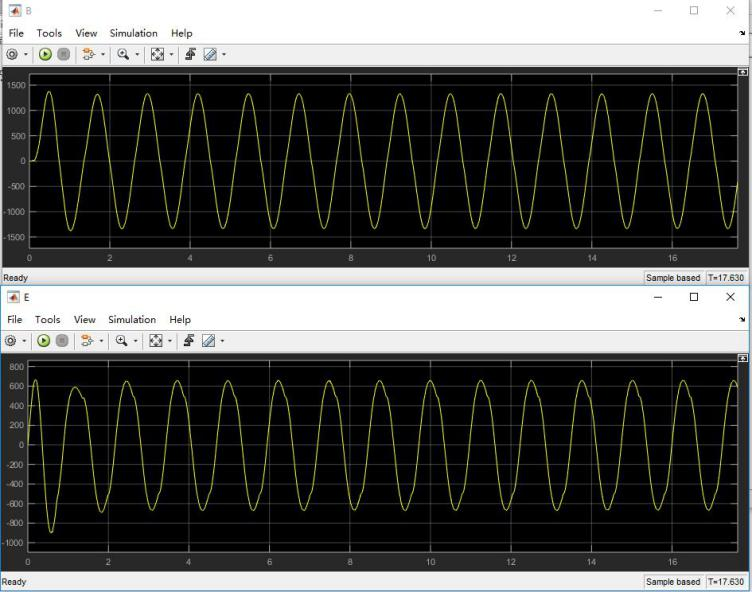 B
File Tools View Simulation Help
1500
1000
500
0
-500
-1000
-1500
0 2 4 6 8 10 12 14 16
Ready Sample based T=17.630
E
File Tools View Simulation Help
800
600
400
200
0
-200
-400
-600
-800
-1000
0 2 4 6 8 10 12 14 16
Ready Sample based T=17.630